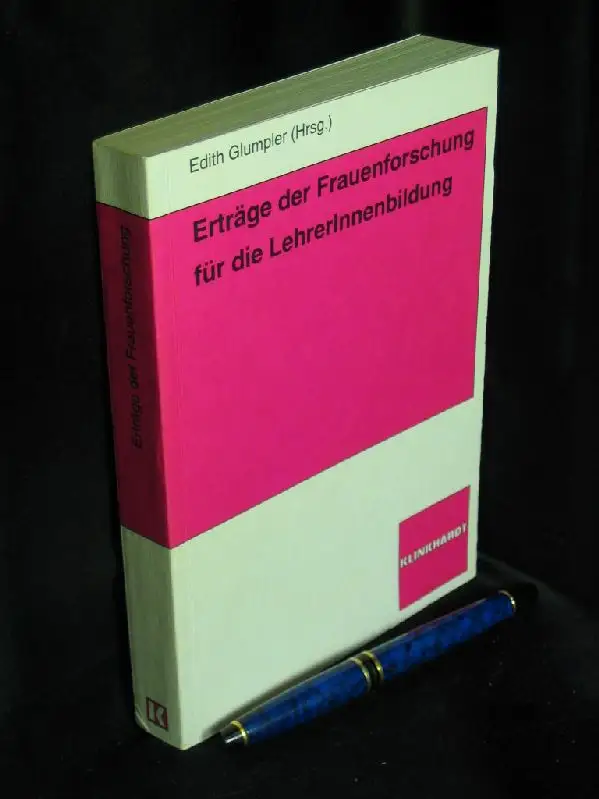 Edith Glumpler (Hrsg.)
Erträge der Frauenforschung
für die LehrerInnenbildung
KLINKHARDT
Erträge der Frauenforschung
K